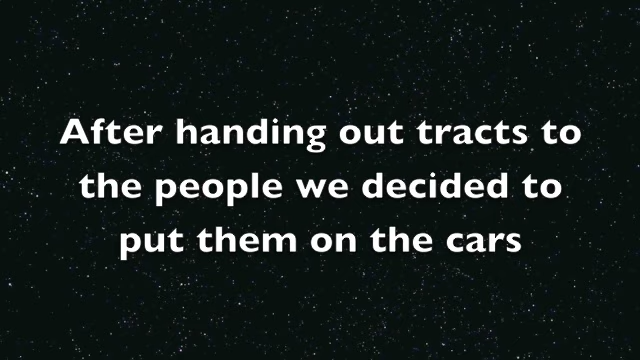 After handing out tracts to
the people we decided to
put them on the cars